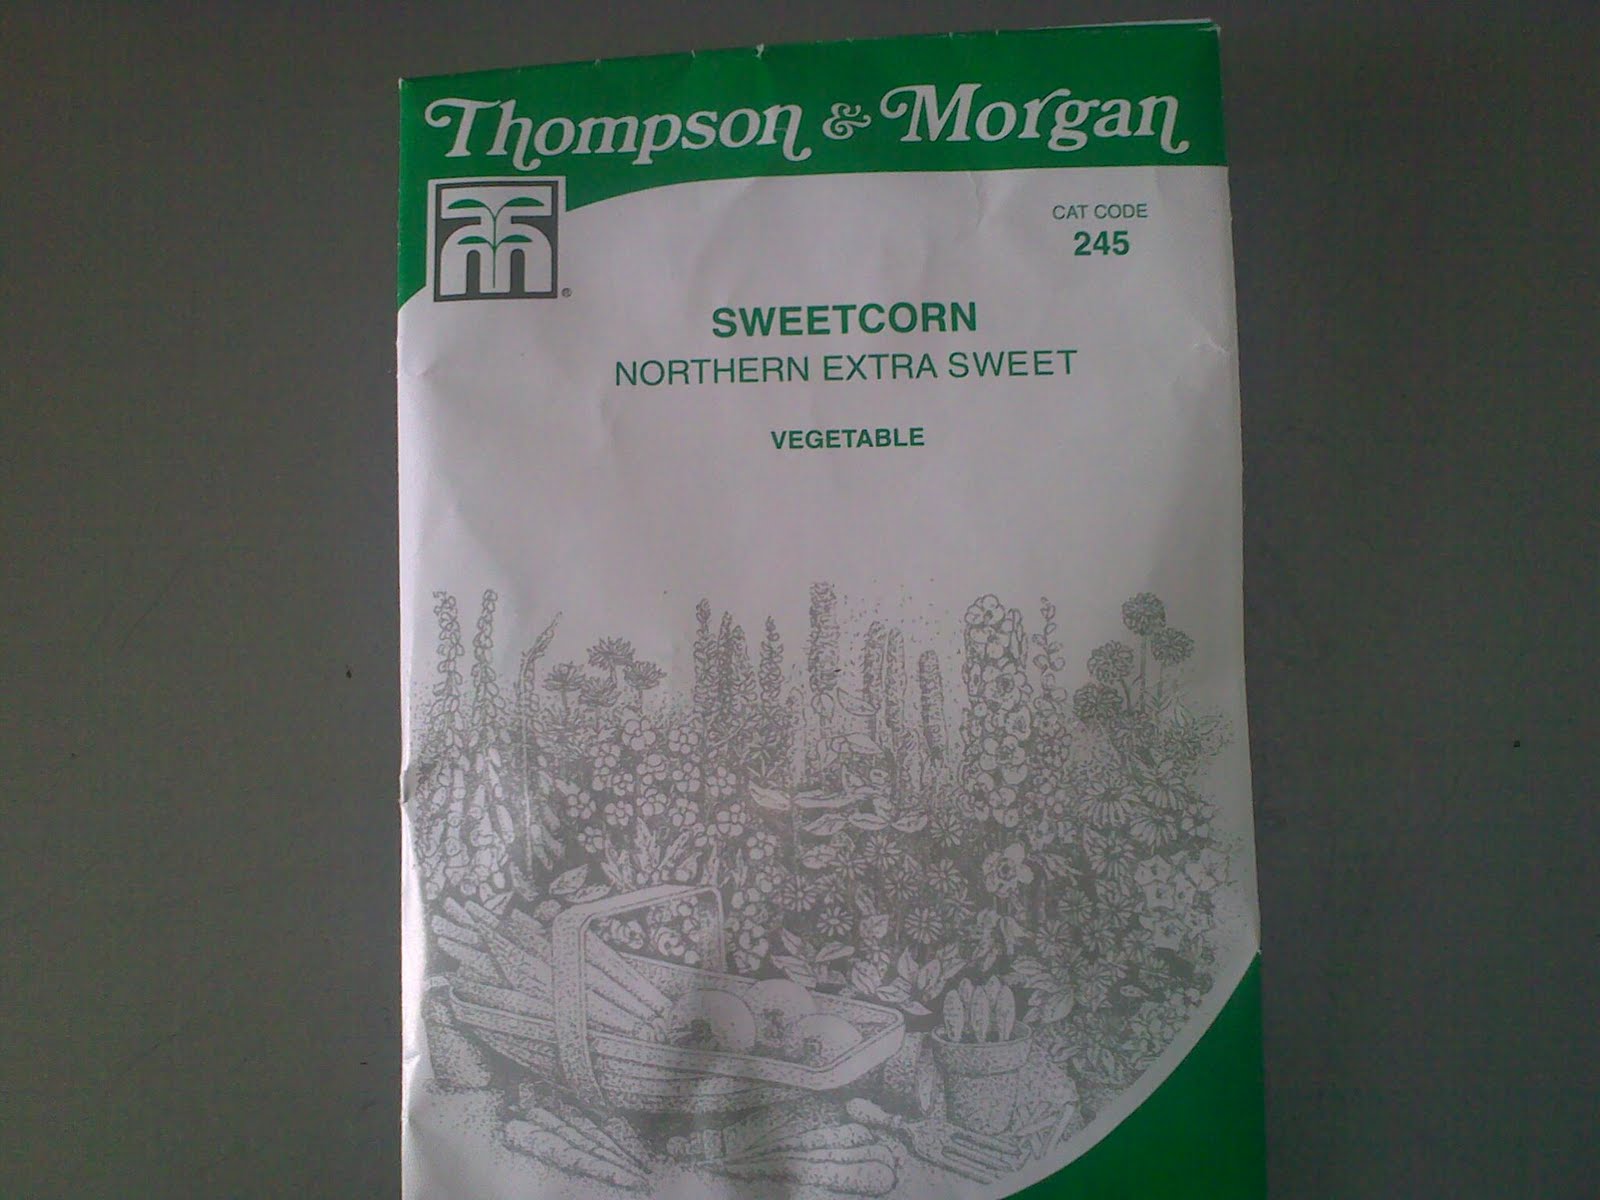 Thompson & Morgan
®
CAT CODE
245
SWEETCORN
NORTHERN EXTRA SWEET
VEGETABLE